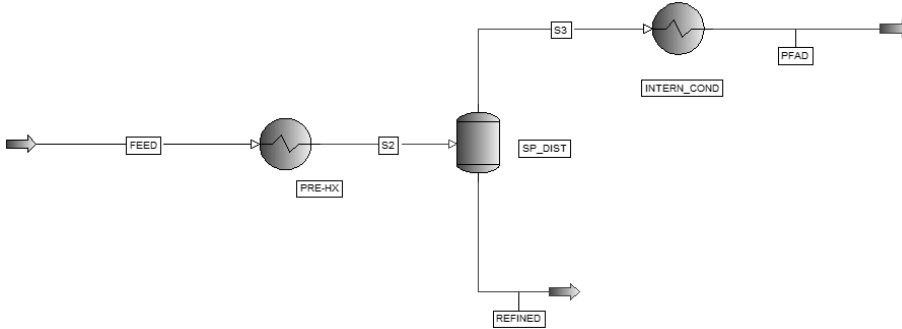 S3
PFAD
INTERN_COND
FEED
S2
SP_DIST
PRE-HX
REFINED